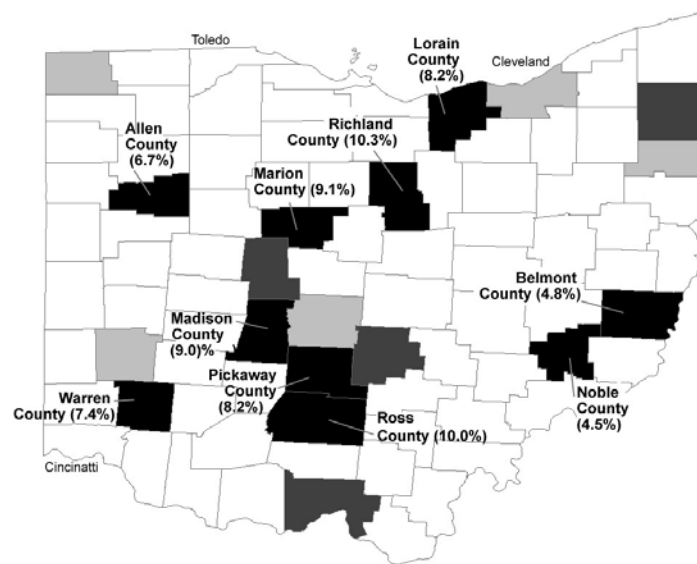 Toledo
Lorain
County
(8.2%)
Cleveland
Allen
County
(6.7%)
Richland
County (10.3%)
Marion
County (9.1%)
Belmont
County (4.8%)
Madison
County
(9.0)%
Pickaway
County
(8.2%)
Warren
County (7.4%)
Ross
County (10.0%)
Noble
County
(4.5%)
Cincinatti